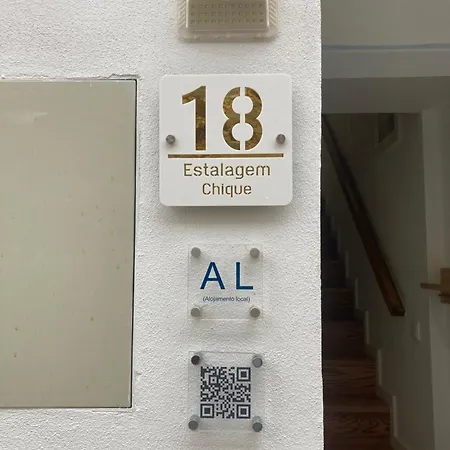 18
Estalagem
Chique
AL
(Alojamento local)